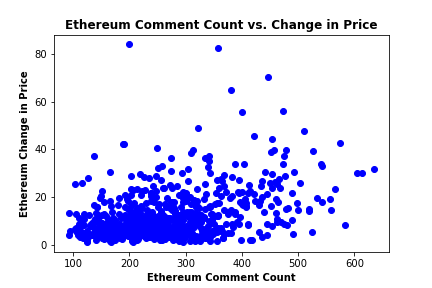 Ethereum Comment Count vs. Change in Price
Ethereum Change in Price
80
60
40
20
0
100 200 300 400 500 600
Ethereum Comment Count